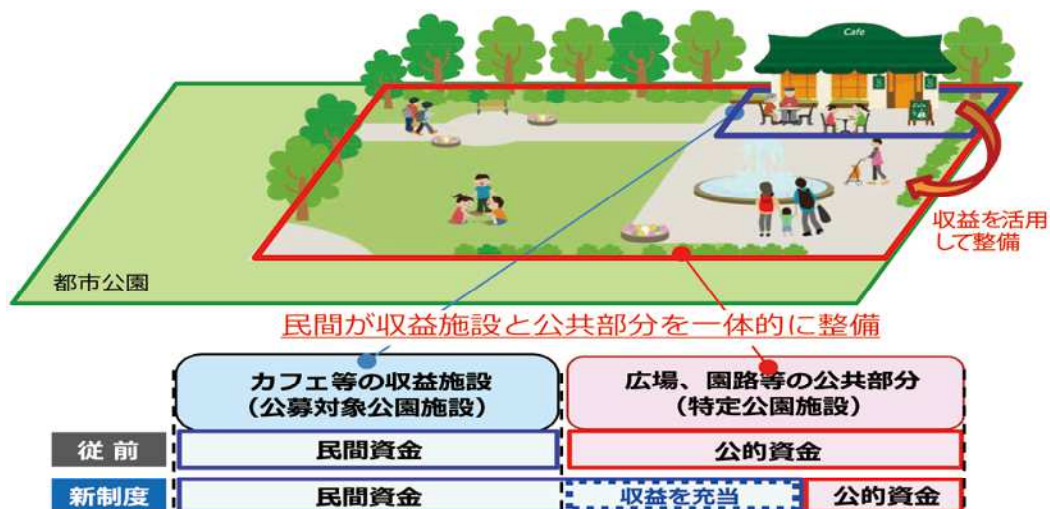 Cafe
収益を活用
して整備
都市公園
民間が収益施設と公共部分を一体的に整備
カフェ等の収益施設
(公募対象公園施設)
広場、園路等の公共部分
(特定公園施設)
従前
民間資金
公的資金
新制度
民間資金
収益を充当
公的資金